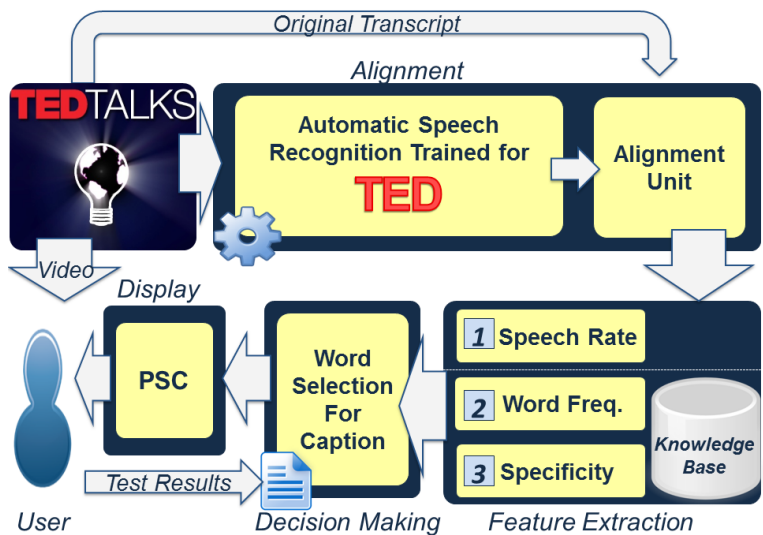 Original Transcript
Alignment
TEDTALKS
Automatic Speech
Recognition Trained for
TED
Alignment
Unit
Video
Display
PSC
Word
Selection
For
Caption
1 Speech Rate
2 Word Freq.
3 Specificity
Knowledge
Base
Test Results
User
Decision Making
Feature Extraction